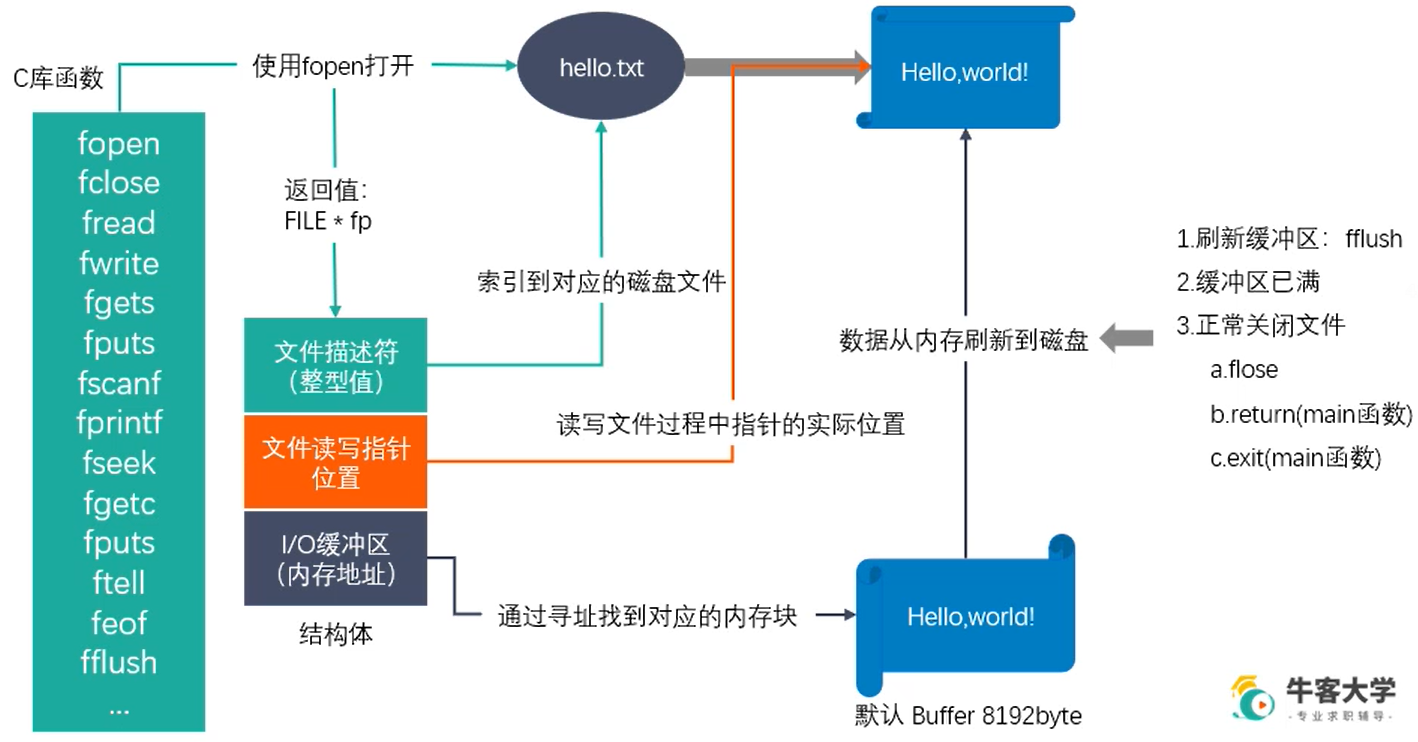 C库函数
fopen
fclose
fread
fwrite
fgets
fputs
fscanf
fprintf
fseek
fgetc
fputs
ftell
feof
fflush
...
使用fopen打开
hello.txt
Hello,world!
返回值：
FILE * fp
索引到对应的磁盘文件
文件描述符
（整型值）
文件读写指针
位置
I/O缓冲区
（内存地址）
结构体
读写文件过程中指针的实际位置
通过寻址找到对应的内存块
数据从内存刷新到磁盘
1.刷新缓冲区：fflush
2.缓冲区已满
3.正常关闭文件
a.flose
b.return(main函数)
c.exit(main函数)
Hello,world!
默认 Buffer 8192byte
牛客大学
·专业求职辅导·